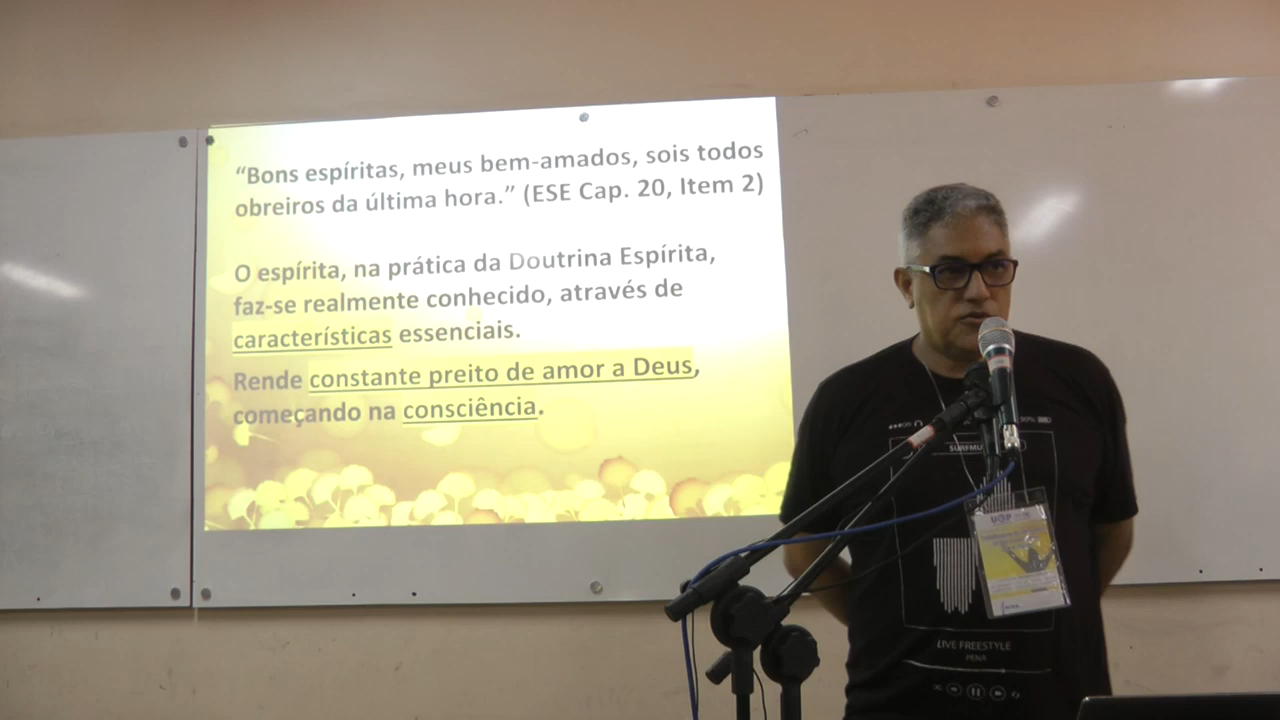 “Bons espíritas, meus bem-amados, sois todos
obreiros da última hora.” (ESE Cap. 20, Item 2)
O espírita, na prática da Doutrina Espírita,
faz-se realmente conhecido, através de
características essenciais.
Rende constante preito de amor a Deus,
começando na consciência.
LIVE FREESTYLE
PENA